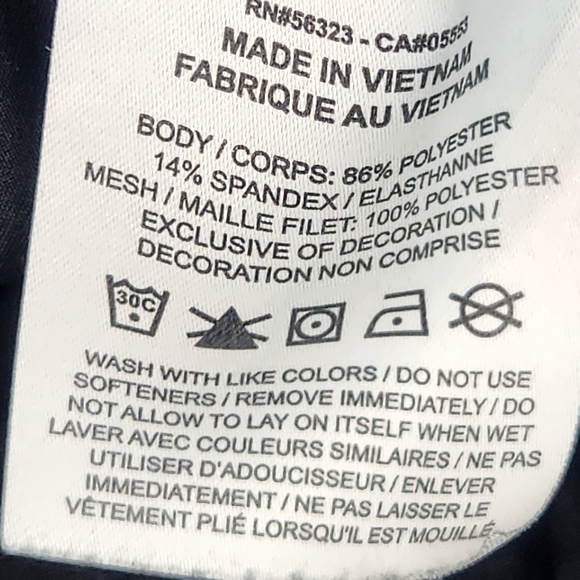 RN#56323 - CA#05553
MADE IN VIETNAM
FABRIQUE AU VIETNAM
BODY / CORPS: 86% POLYESTER
14% SPANDEX / ELASTHANNE
MESH / MAILLE FILET: 100% POLYESTER
EXCLUSIVE OF DECORATION /
DECORATION NON COMPRISE
30C
WASH WITH LIKE COLORS / DO NOT USE
SOFTENERS / REMOVE IMMEDIATELY / DO
NOT ALLOW TO LAY ON ITSELF WHEN WET
LAVER AVEC COULEURS SIMILAIRES / NE PAS
UTILISER D'ADOUCISSEUR / ENLEVER
IMMEDIATEMENT / NE PAS LAISSER LE
VÊTEMENT PLIÉ LORSQU'IL EST MOUILLÉ